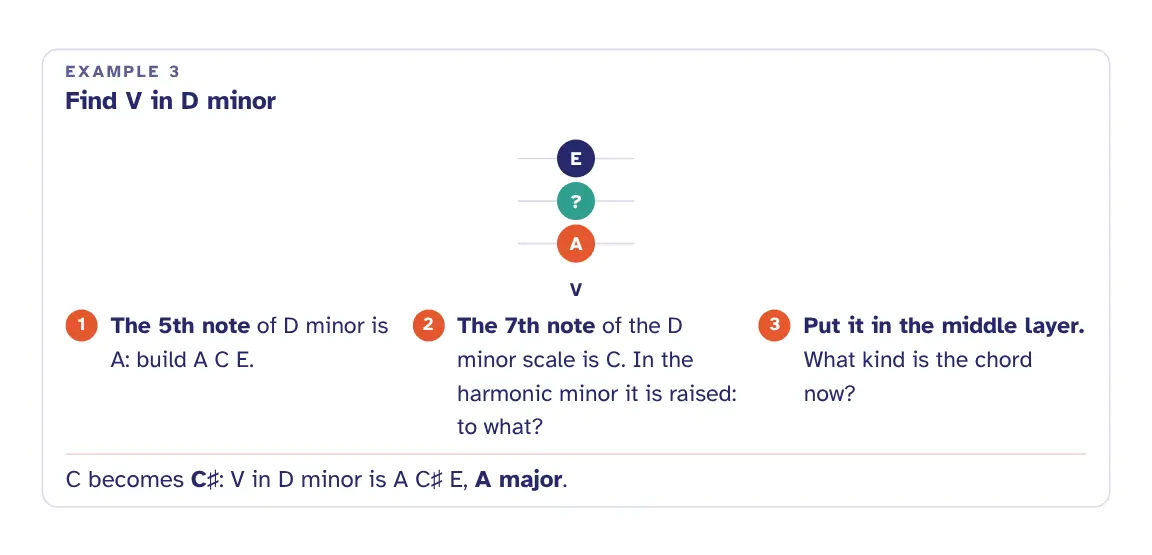 EXAMPLE 3
Find V in D minor
E
?
A
V
1 The 5th note of D minor is
A: build A C E.
2 The 7th note of the D
minor scale is C. In the
harmonic minor it is raised:
to what?
3 Put it in the middle layer.
What kind is the chord
now?
C becomes C♯: V in D minor is A C♯ E, A major.